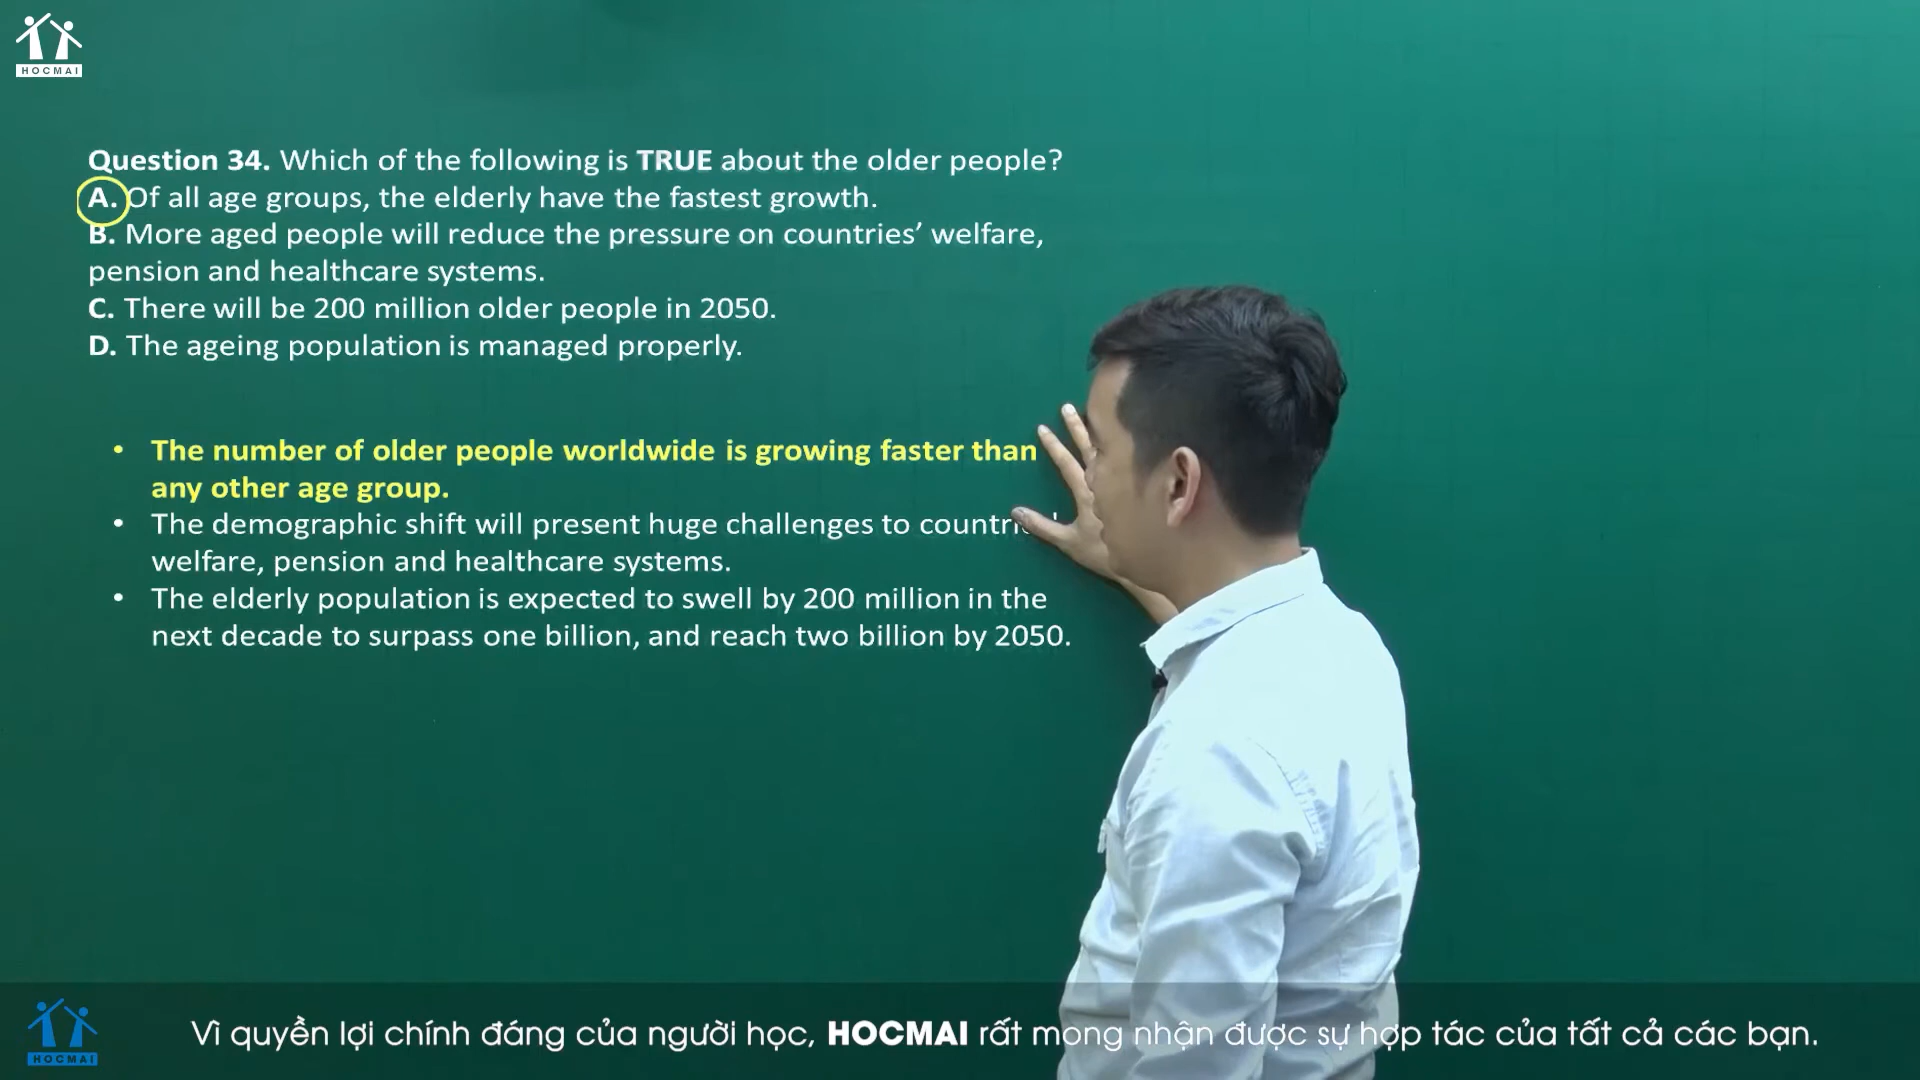 HOCMAI
Question 34. Which of the following is TRUE about the older people?
A. Of all age groups, the elderly have the fastest growth.
B. More aged people will reduce the pressure on countries’ welfare,
pension and healthcare systems.
C. There will be 200 million older people in 2050.
D. The ageing population is managed properly.
• The number of older people worldwide is growing faster than
any other age group.
• The demographic shift will present huge challenges to
welfare, pension and healthcare systems.
• The elderly population is expected to swell by 200 million in the
next decade to surpass one billion, and reach two billion by 2050.
HOCMAI
Vì quyền lợi chính đáng của người học, HOCMAI rất mong nhận được sự hợp tác của tất cả các bạn.